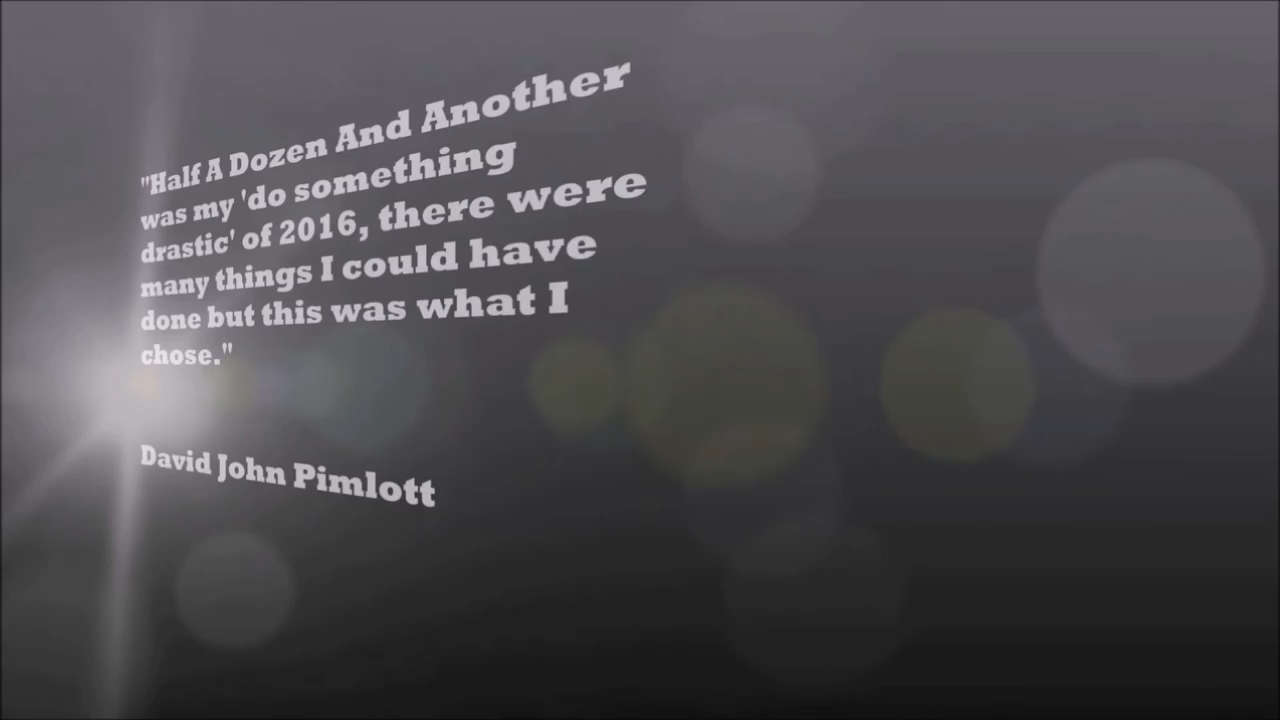 "Half A Dozen And Another
was my 'do something
drastic' of 2016, there were
many things I could have
done but this was what I
chose."
David John Pimlott